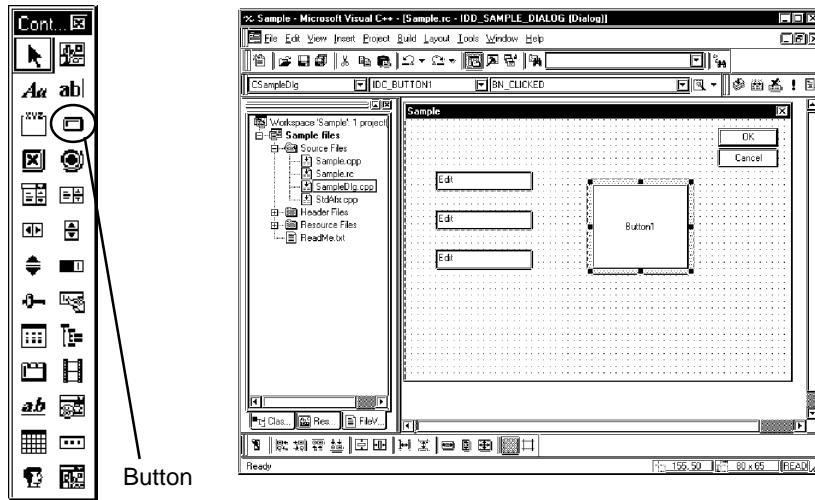 Cont...
Aa ab|
XYZ
a.b
Button
Sample - Microsoft Visual C++ - [Sample.rc - IDD_SAMPLE_DIALOG (Dialog)]
File Edit View Insert Project Build Layout Tools Window Help
CSampleDlg IDC_BUTTON1 BN_CLICKED
Workspace 'Sample': 1 project(
Sample files
Source Files
Sample.cpp
Sample.rc
SampleDlg.cpp
StdAfx.cpp
Header Files
Resource Files
ReadMe.txt
Clas... Res... FileV...
Sample
OK
Cancel
Edit
Edit
Edit
Button1
Ready 155, 50 80 x 65 READ